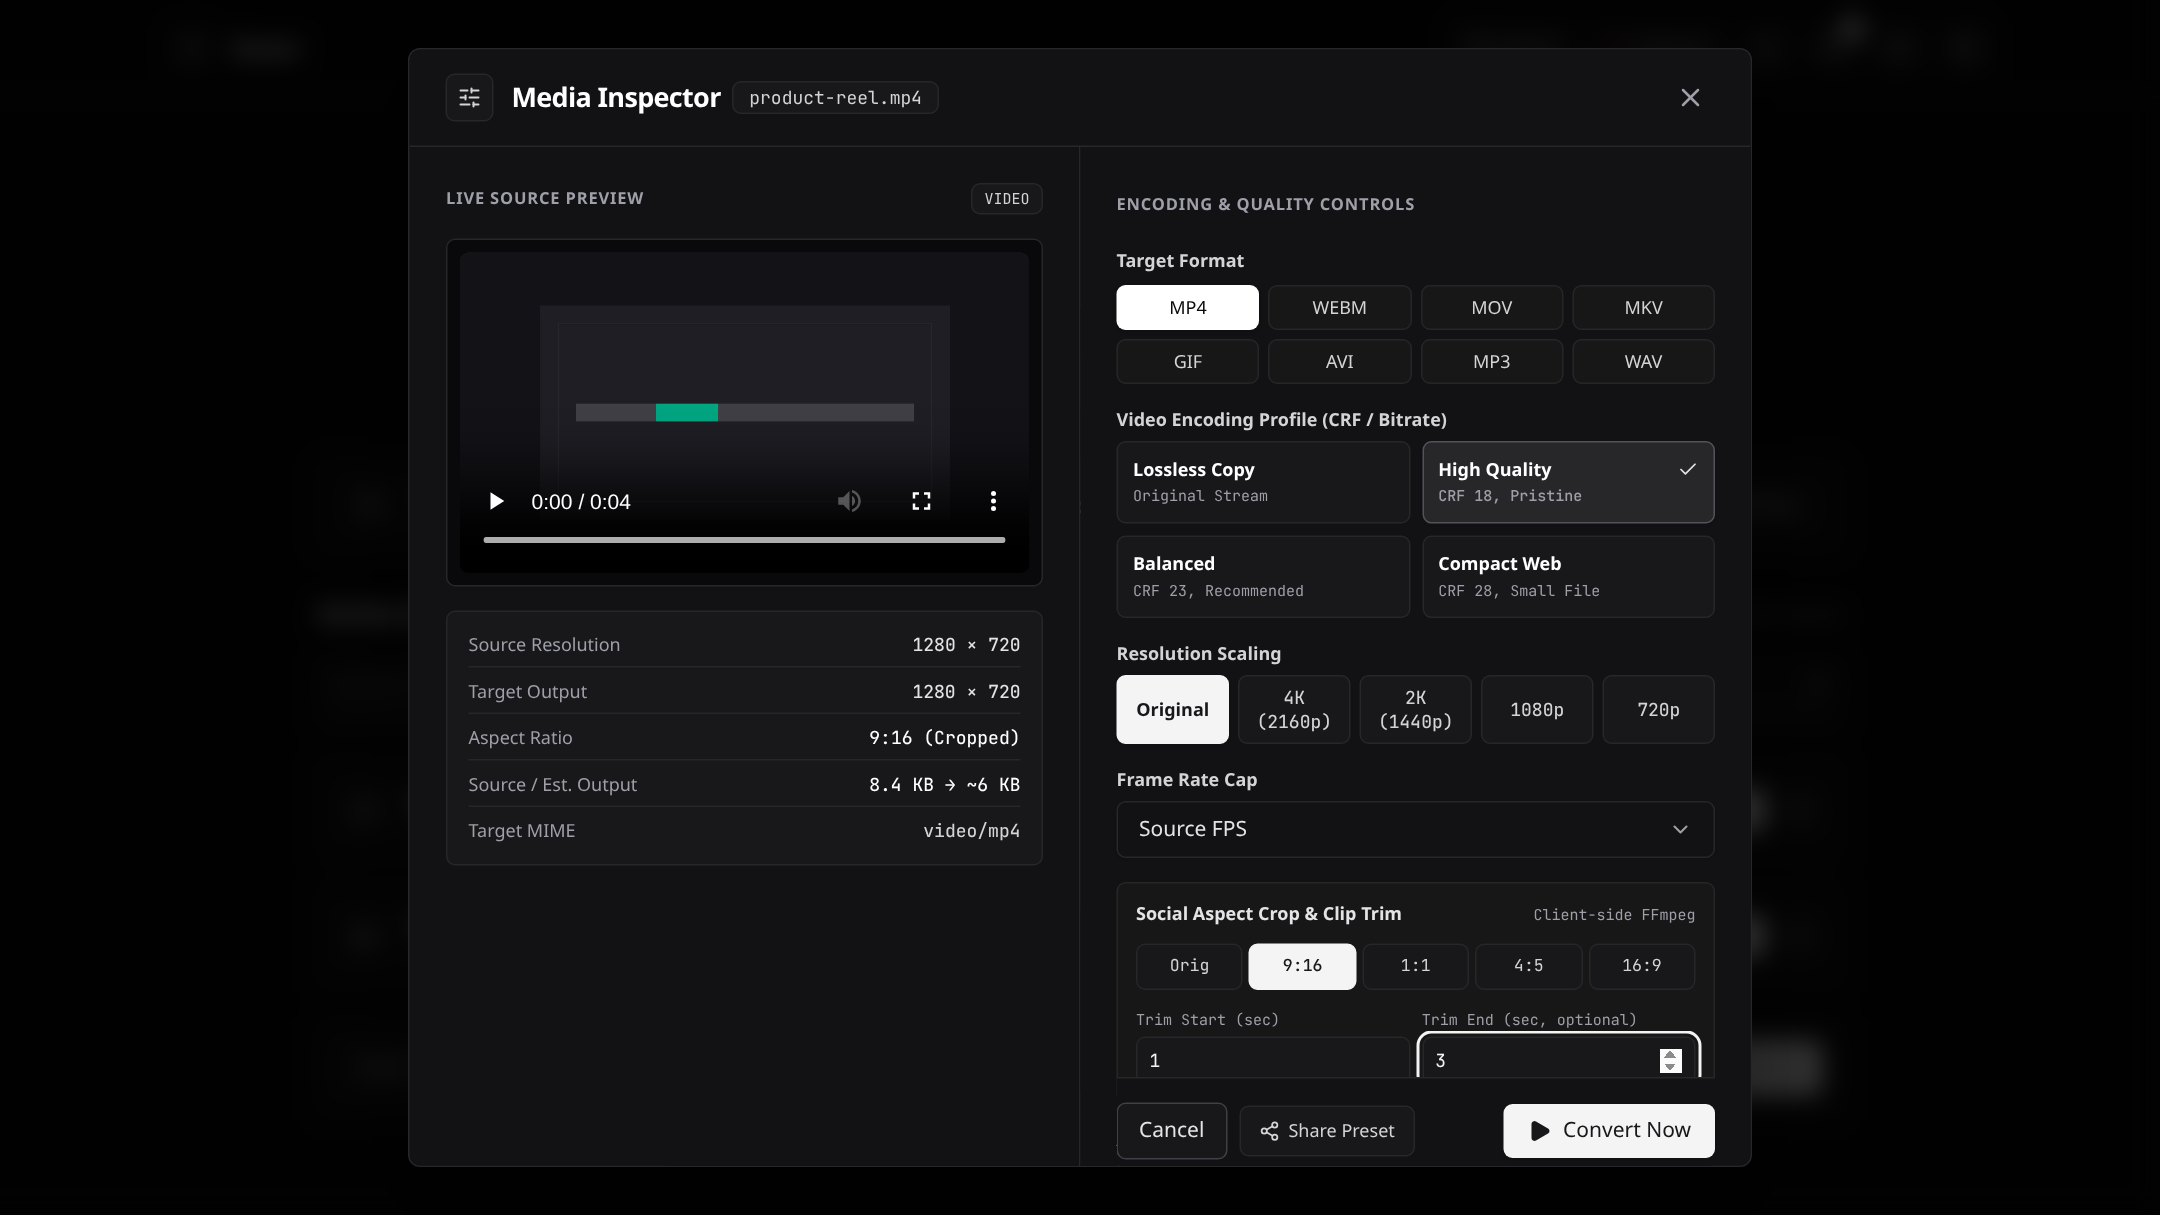 Media Inspector
product-reel.mp4
LIVE SOURCE PREVIEW
VIDEO
0:00 / 0:04
Source Resolution 1280 × 720
Target Output 1280 × 720
Aspect Ratio 9:16 (Cropped)
Source / Est. Output 8.4 KB → ~6 KB
Target MIME video/mp4
ENCODING & QUALITY CONTROLS
Target Format
MP4 WEBM MOV MKV
GIF AVI MP3 WAV
Video Encoding Profile (CRF / Bitrate)
Lossless Copy
Original Stream
High Quality
CRF 18, Pristine
Balanced
CRF 23, Recommended
Compact Web
CRF 28, Small File
Resolution Scaling
Original
4K
(2160p)
2K
(1440p)
1080p
720p
Frame Rate Cap
Source FPS
Social Aspect Crop & Clip Trim
Client-side FFmpeg
Orig 9:16 1:1 4:5 16:9
Trim Start (sec)
1
Trim End (sec, optional)
3
Cancel
Share Preset
Convert Now